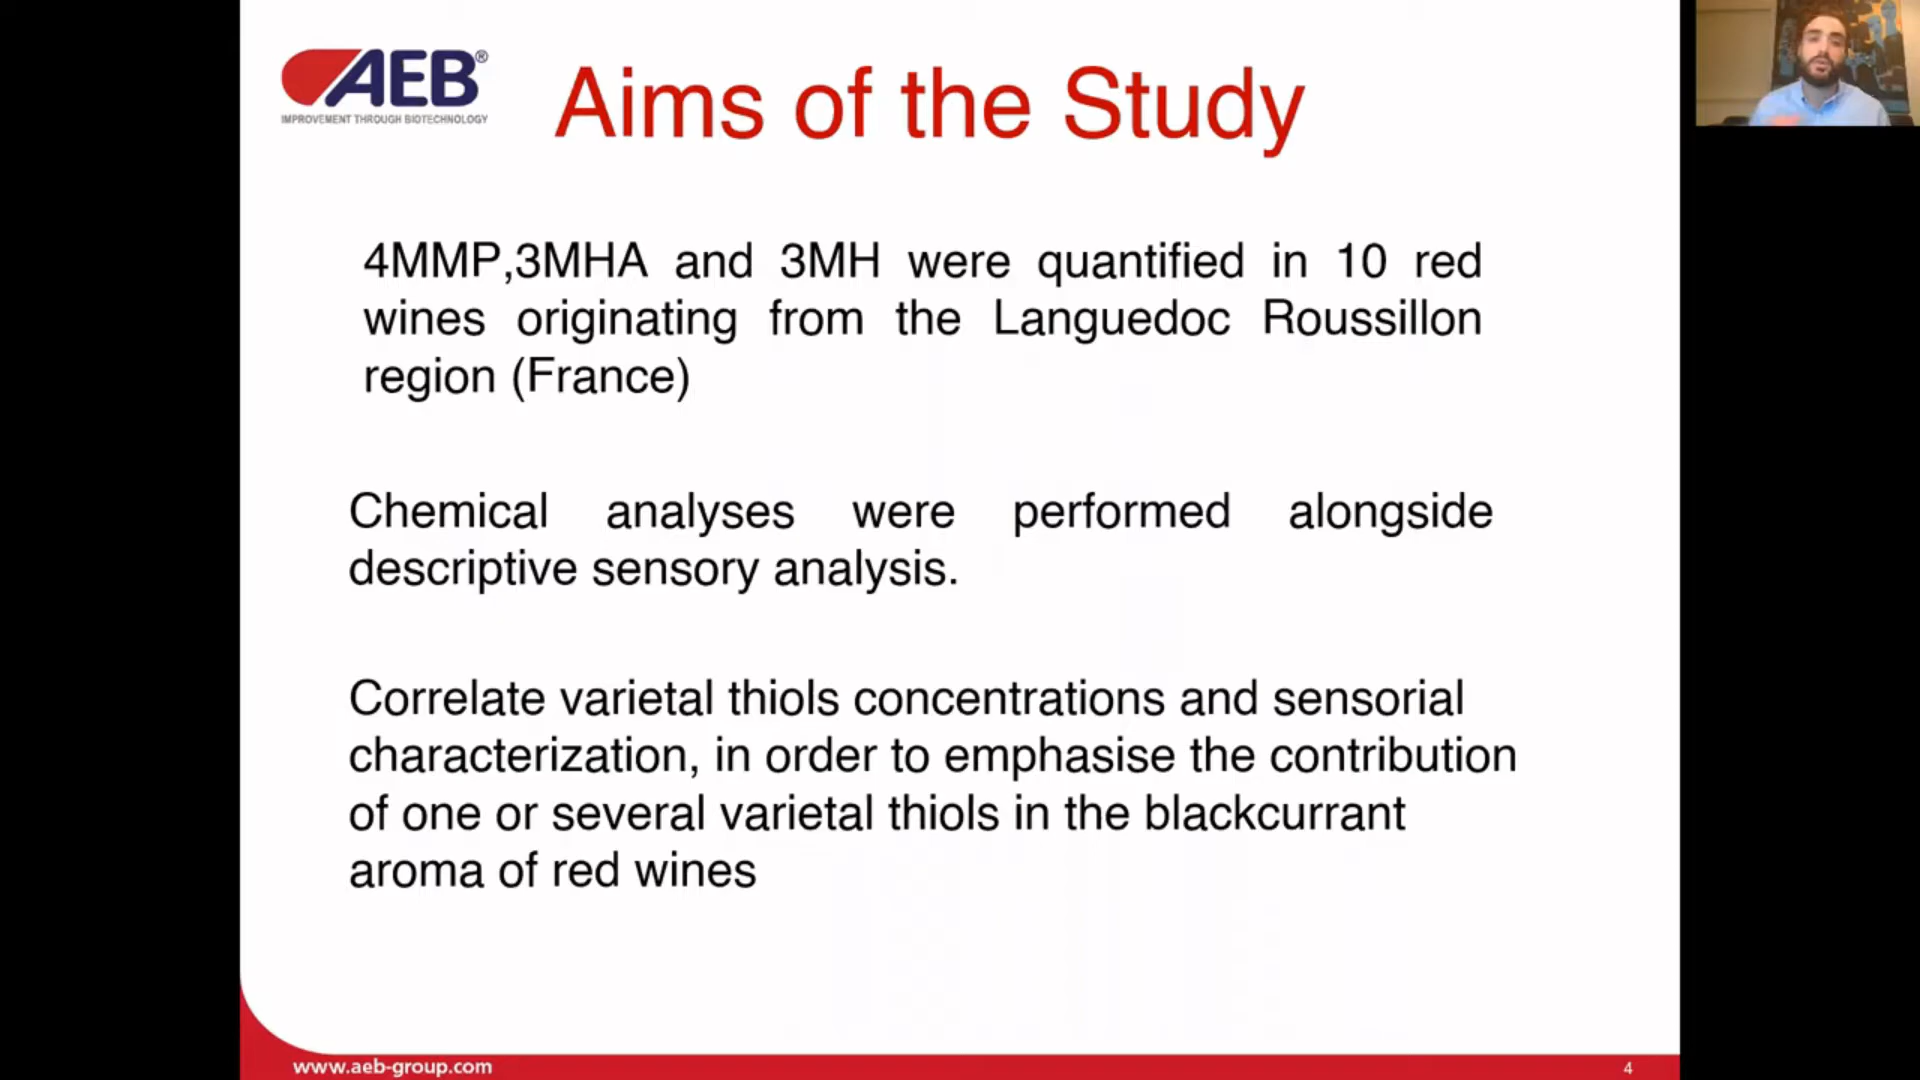 AEB®
IMPROVEMENT THROUGH BIOTECHNOLOGY
Aims of the Study
4MMP,3MHA and 3MH were quantified in 10 red
wines originating from the Languedoc Roussillon
region (France)
Chemical analyses were performed alongside
descriptive sensory analysis.
Correlate varietal thiols concentrations and sensorial
characterization, in order to emphasise the contribution
of one or several varietal thiols in the blackcurrant
aroma of red wines
www.aeb-group.com
4